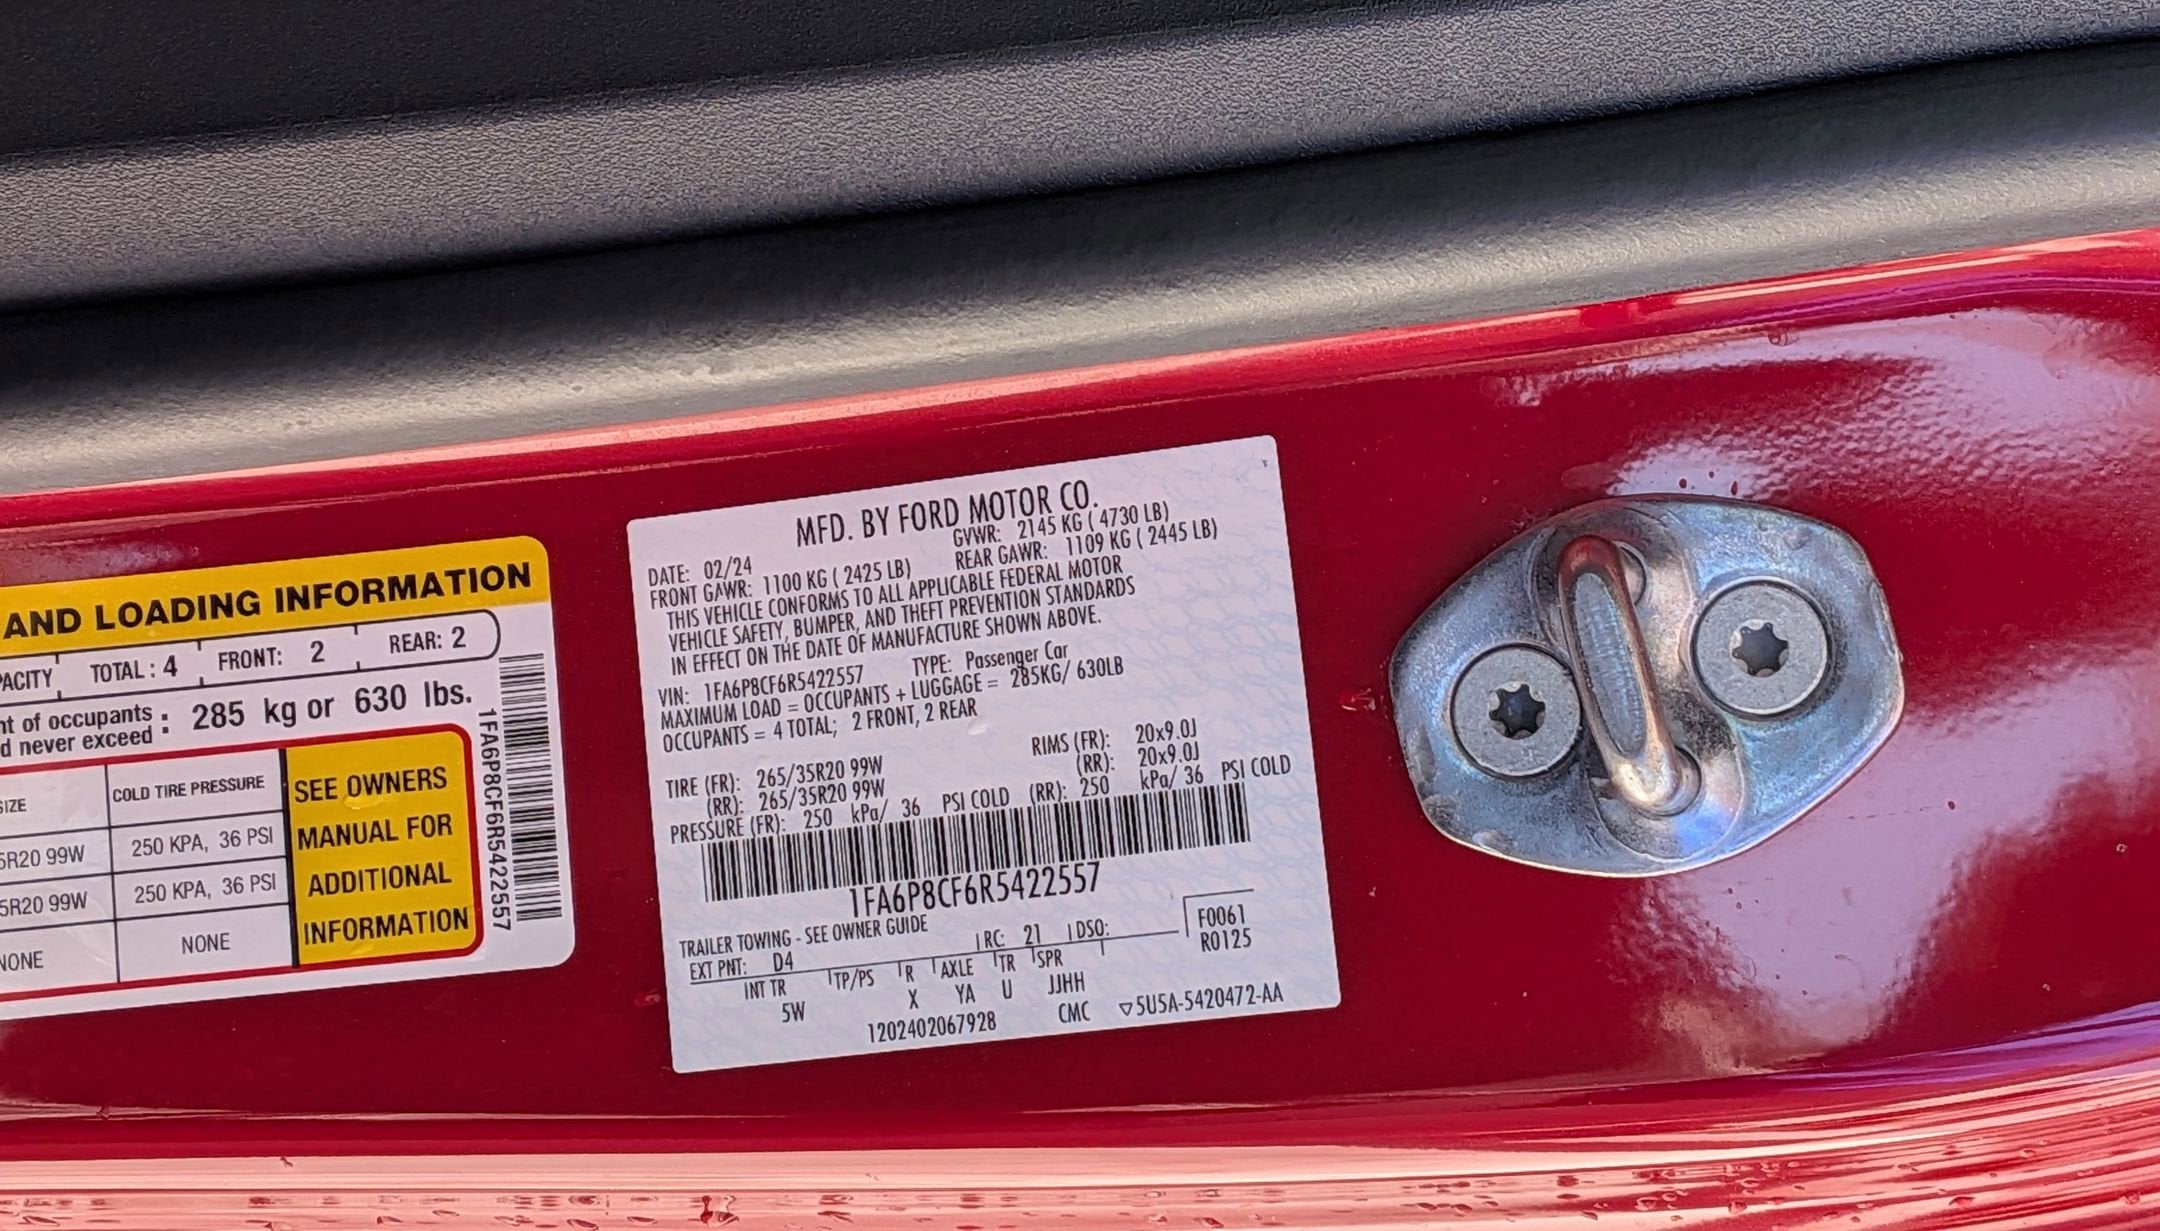 AND LOADING INFORMATION
TOTAL : 4 FRONT: 2 REAR: 2
of occupants : 285 kg or 630 lbs.
never exceed :
COLD TIRE PRESSURE
R20 99W 250 KPA, 36 PSI
5R20 99W 250 KPA, 36 PSI
NONE NONE
SEE OWNERS
MANUAL FOR
ADDITIONAL
INFORMATION
1FA6P8CF6R5422557
MFD. BY FORD MOTOR CO.
DATE: 02/24 GVWR: 2145 KG ( 4730 LB)
FRONT GAWR: 1100 KG ( 2425 LB) REAR GAWR: 1109 KG ( 2445 LB)
THIS VEHICLE CONFORMS TO ALL APPLICABLE FEDERAL MOTOR
VEHICLE SAFETY, BUMPER, AND THEFT PREVENTION STANDARDS
IN EFFECT ON THE DATE OF MANUFACTURE SHOWN ABOVE.
VIN: 1FA6P8CF6R5422557 TYPE: Passenger Car
MAXIMUM LOAD = OCCUPANTS + LUGGAGE = 285KG/ 630LB
OCCUPANTS = 4 TOTAL; 2 FRONT, 2 REAR
TIRE (FR): 265/35R20 99W RIMS (FR): 20x9.0J
(RR): 265/35R20 99W (RR): 20x9.0J
PRESSURE (FR): 250 kPa/ 36 PSI COLD (RR): 250 kPa/ 36 PSI COLD
1FA6P8CF6R5422557
TRAILER TOWING - SEE OWNER GUIDE F0061
EXT PNT: D4 RC: 21 DSO: R0125
INT TR TP/PS R AXLE TR SPR
5W X YA U JJHH
1202402067928 CMC ▽5U5A-5420472-AA